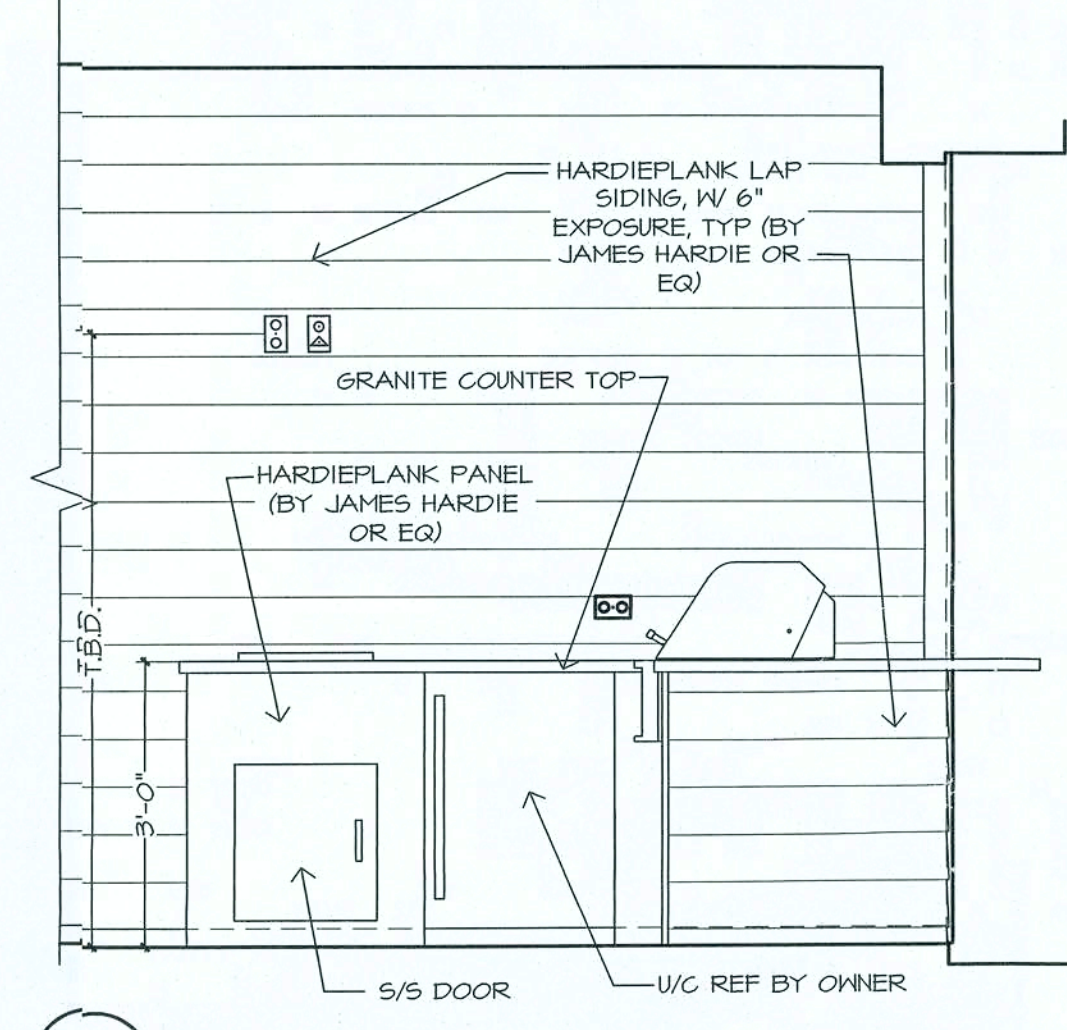 HARDIEPLANK LAP
SIDING, W/ 6"
EXPOSURE, TYP (BY
JAMES HARDIE OR
EQ)
GRANITE COUNTER TOP
HARDIEPLANK PANEL
(BY JAMES HARDIE
OR EQ)
T.B.D.
3'-0"
S/S DOOR
U/C REF BY OWNER